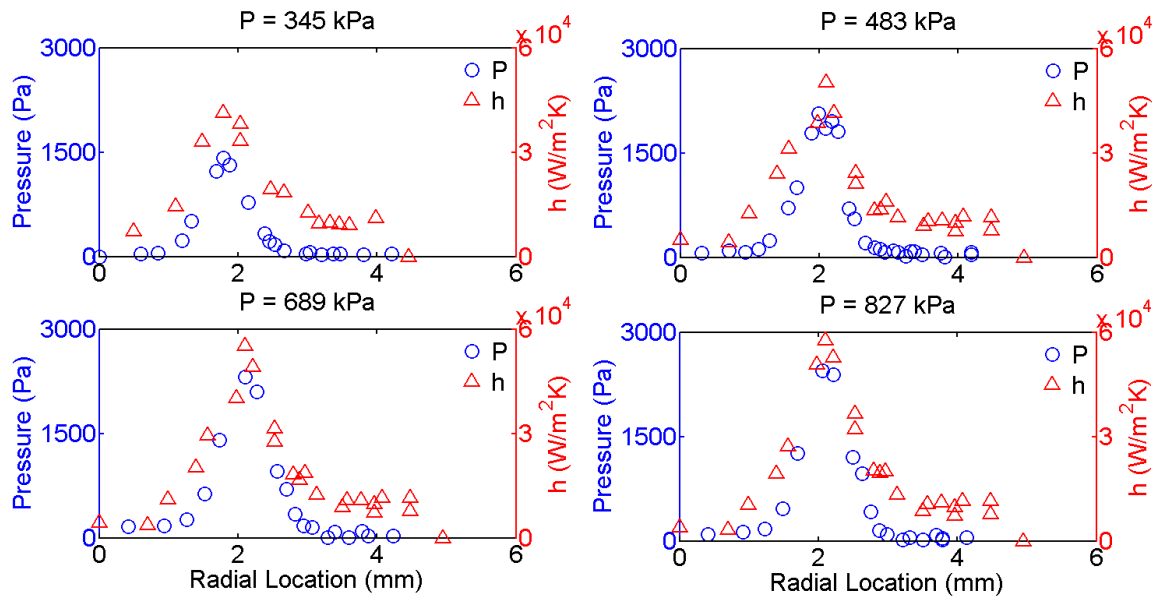 P = 345 kPa
x 10^4
3000
6
P
h
Pressure (Pa)
1500
3
h (W/m^2K)
0
0
0 2 4 6
P = 483 kPa
x 10^4
3000
6
P
h
Pressure (Pa)
1500
3
h (W/m^2K)
0
0
0 2 4 6
P = 689 kPa
x 10^4
3000
6
P
h
Pressure (Pa)
1500
3
h (W/m^2K)
0
0
0 2 4 6
Radial Location (mm)
P = 827 kPa
x 10^4
3000
6
P
h
Pressure (Pa)
1500
3
h (W/m^2K)
0
0
0 2 4 6
Radial Location (mm)